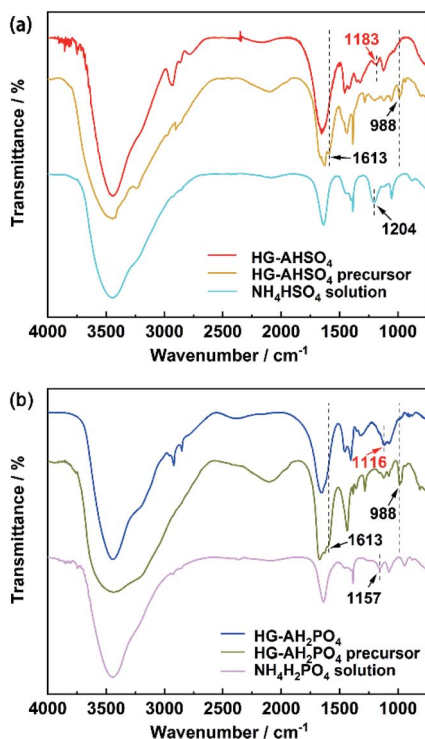 (a)
Transmittance / %
1183
988
1613
1204
HG-AHSO₄
HG-AHSO₄ precursor
NH₄HSO₄ solution
4000 3500 3000 2500 2000 1500 1000
Wavenumber / cm⁻¹
(b)
Transmittance / %
1116
988
1613
1157
HG-AH₂PO₄
HG-AH₂PO₄ precursor
NH₄H₂PO₄ solution
4000 3500 3000 2500 2000 1500 1000
Wavenumber / cm⁻¹